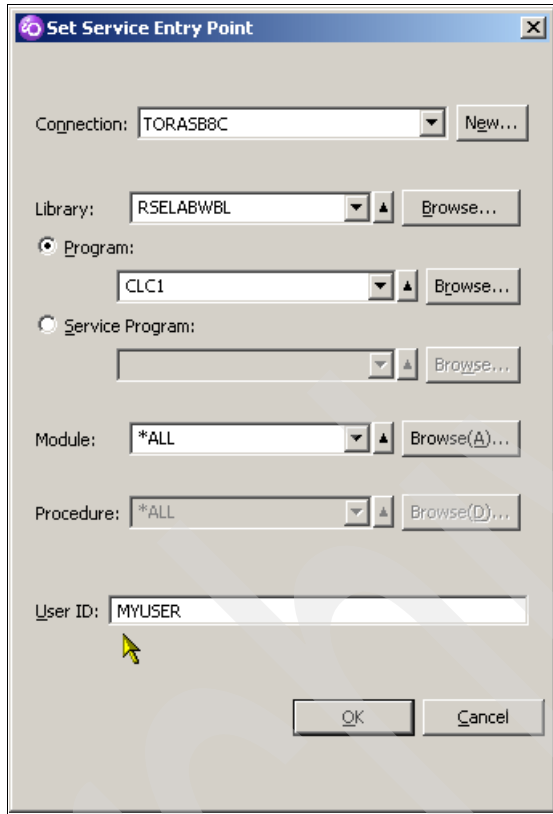 Set Service Entry Point
Connection: TORASB8C New...
Library: RSELABWBL Browse...
Program:
CLC1 Browse...
Service Program:
Browse...
Module: *ALL Browse(A)...
Procedure: *ALL Browse(D)...
User ID: MYUSER
OK Cancel